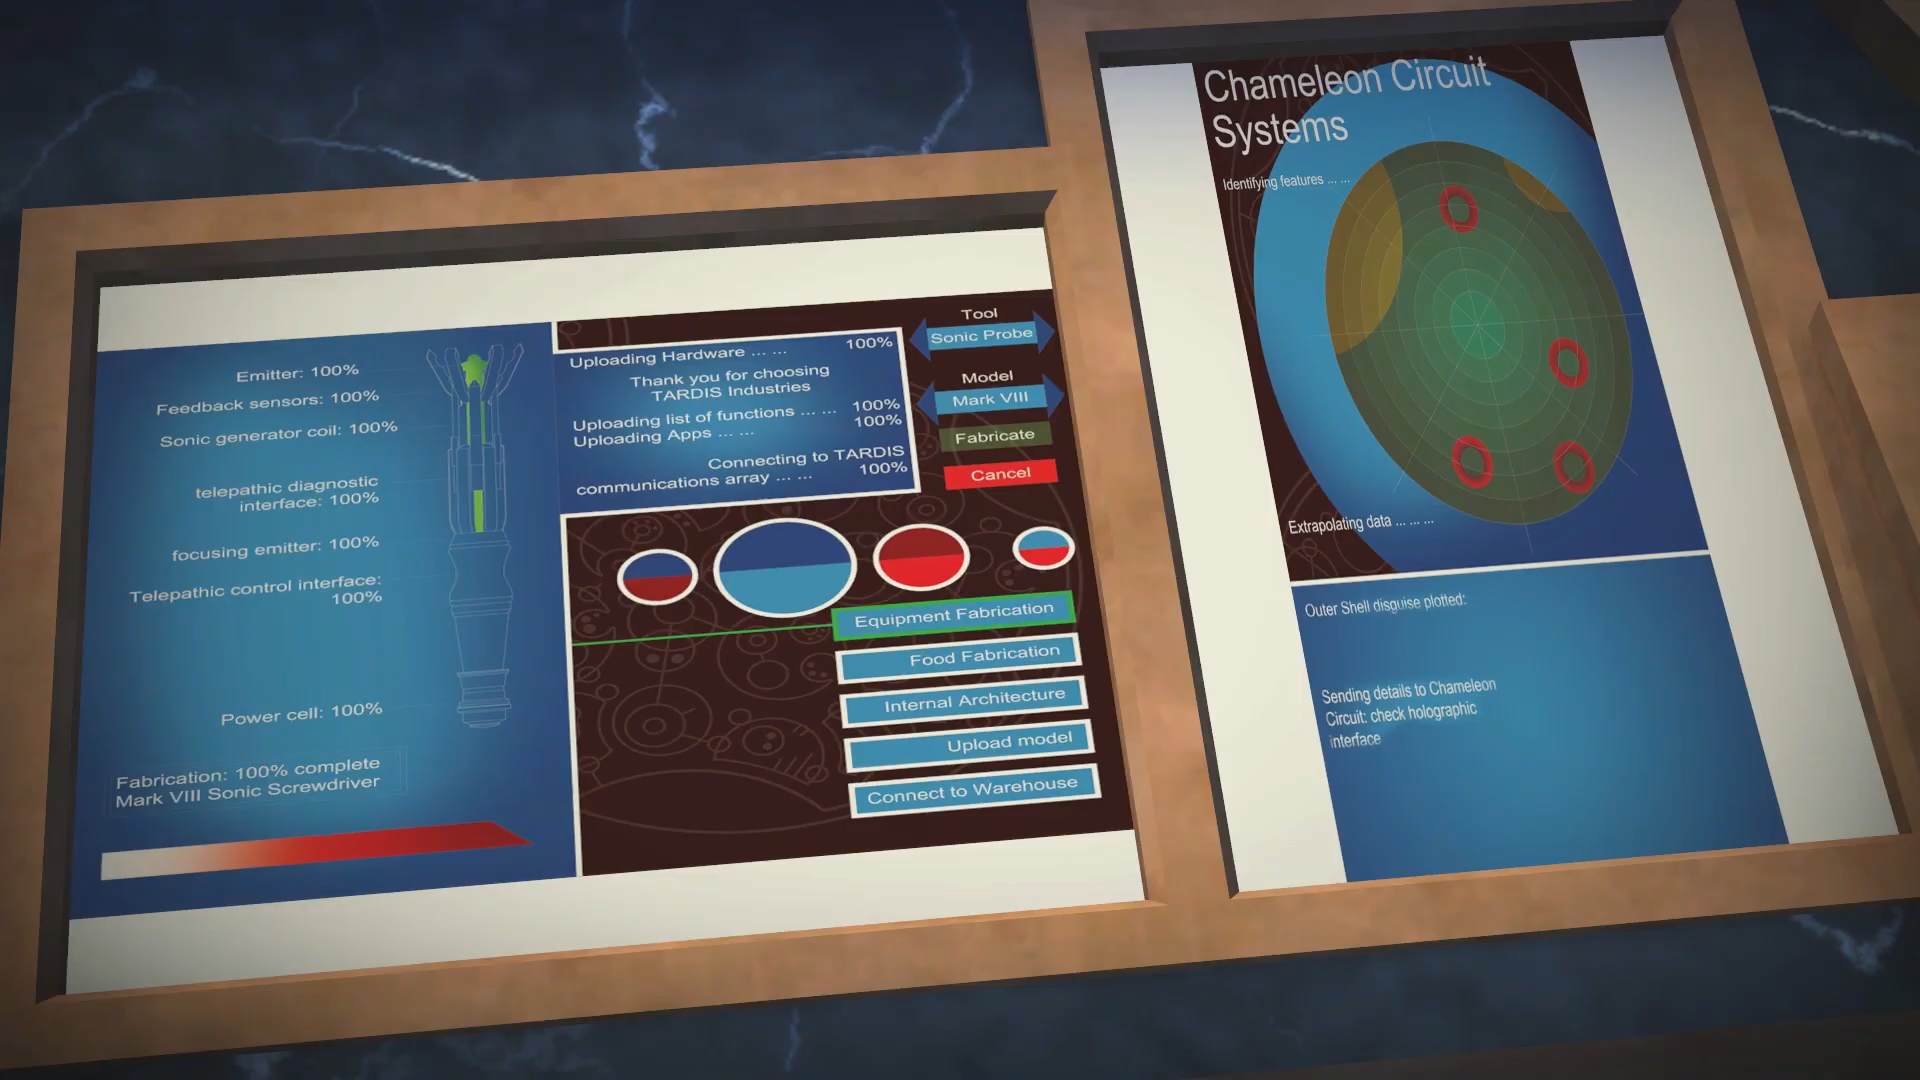 Emitter: 100%
Feedback sensors: 100%
Sonic generator coil: 100%
telepathic diagnostic
interface: 100%
focusing emitter: 100%
Telepathic control interface:
100%
Power cell: 100%
Fabrication: 100% complete
Mark VIII Sonic Screwdriver
Uploading Hardware ... ... 100%
Thank you for choosing
TARDIS Industries
Uploading list of functions ... ... 100%
Uploading Apps ... ... 100%
Connecting to TARDIS
communications array ... ... 100%
Tool
Sonic Probe
Model
Mark VIII
Fabricate
Cancel
Equipment Fabrication
Food Fabrication
Internal Architecture
Upload model
Connect to Warehouse
Chameleon Circuit
Systems
Identifying features ... ...
Extrapolating data ... ... ...
Outer Shell disguise plotted:
Sending details to Chameleon
Circuit: check holographic
interface